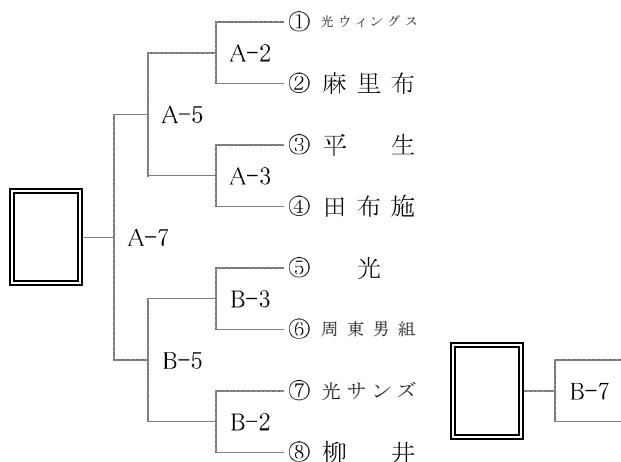 ① 光ウィングス
A-2
② 麻里布
A-5
③ 平生
A-3
④ 田布施
A-7
⑤ 光
B-3
⑥ 周東男組
B-5
⑦ 光サンズ
B-7
B-2
⑧ 柳井